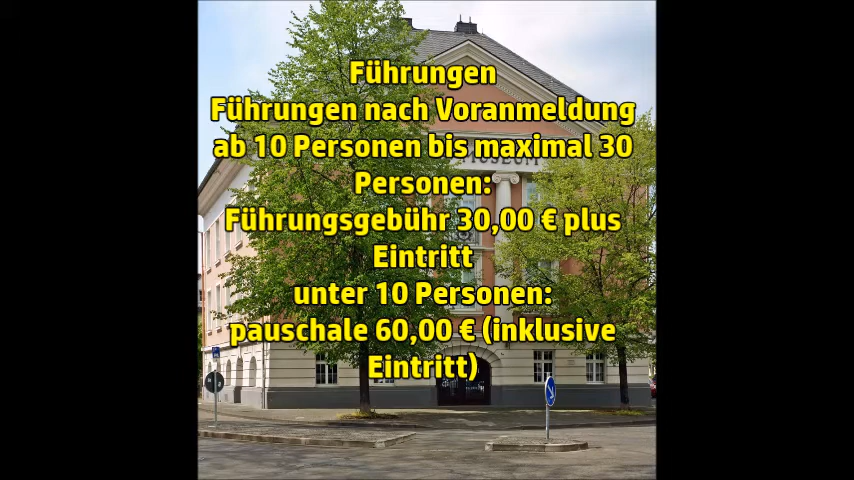 Führungen
Führungen nach Voranmeldung
ab 10 Personen bis maximal 30
Personen:
Führungsgebühr 30,00 € plus
Eintritt
unter 10 Personen:
pauschale 60,00 € (inklusive
Eintritt)